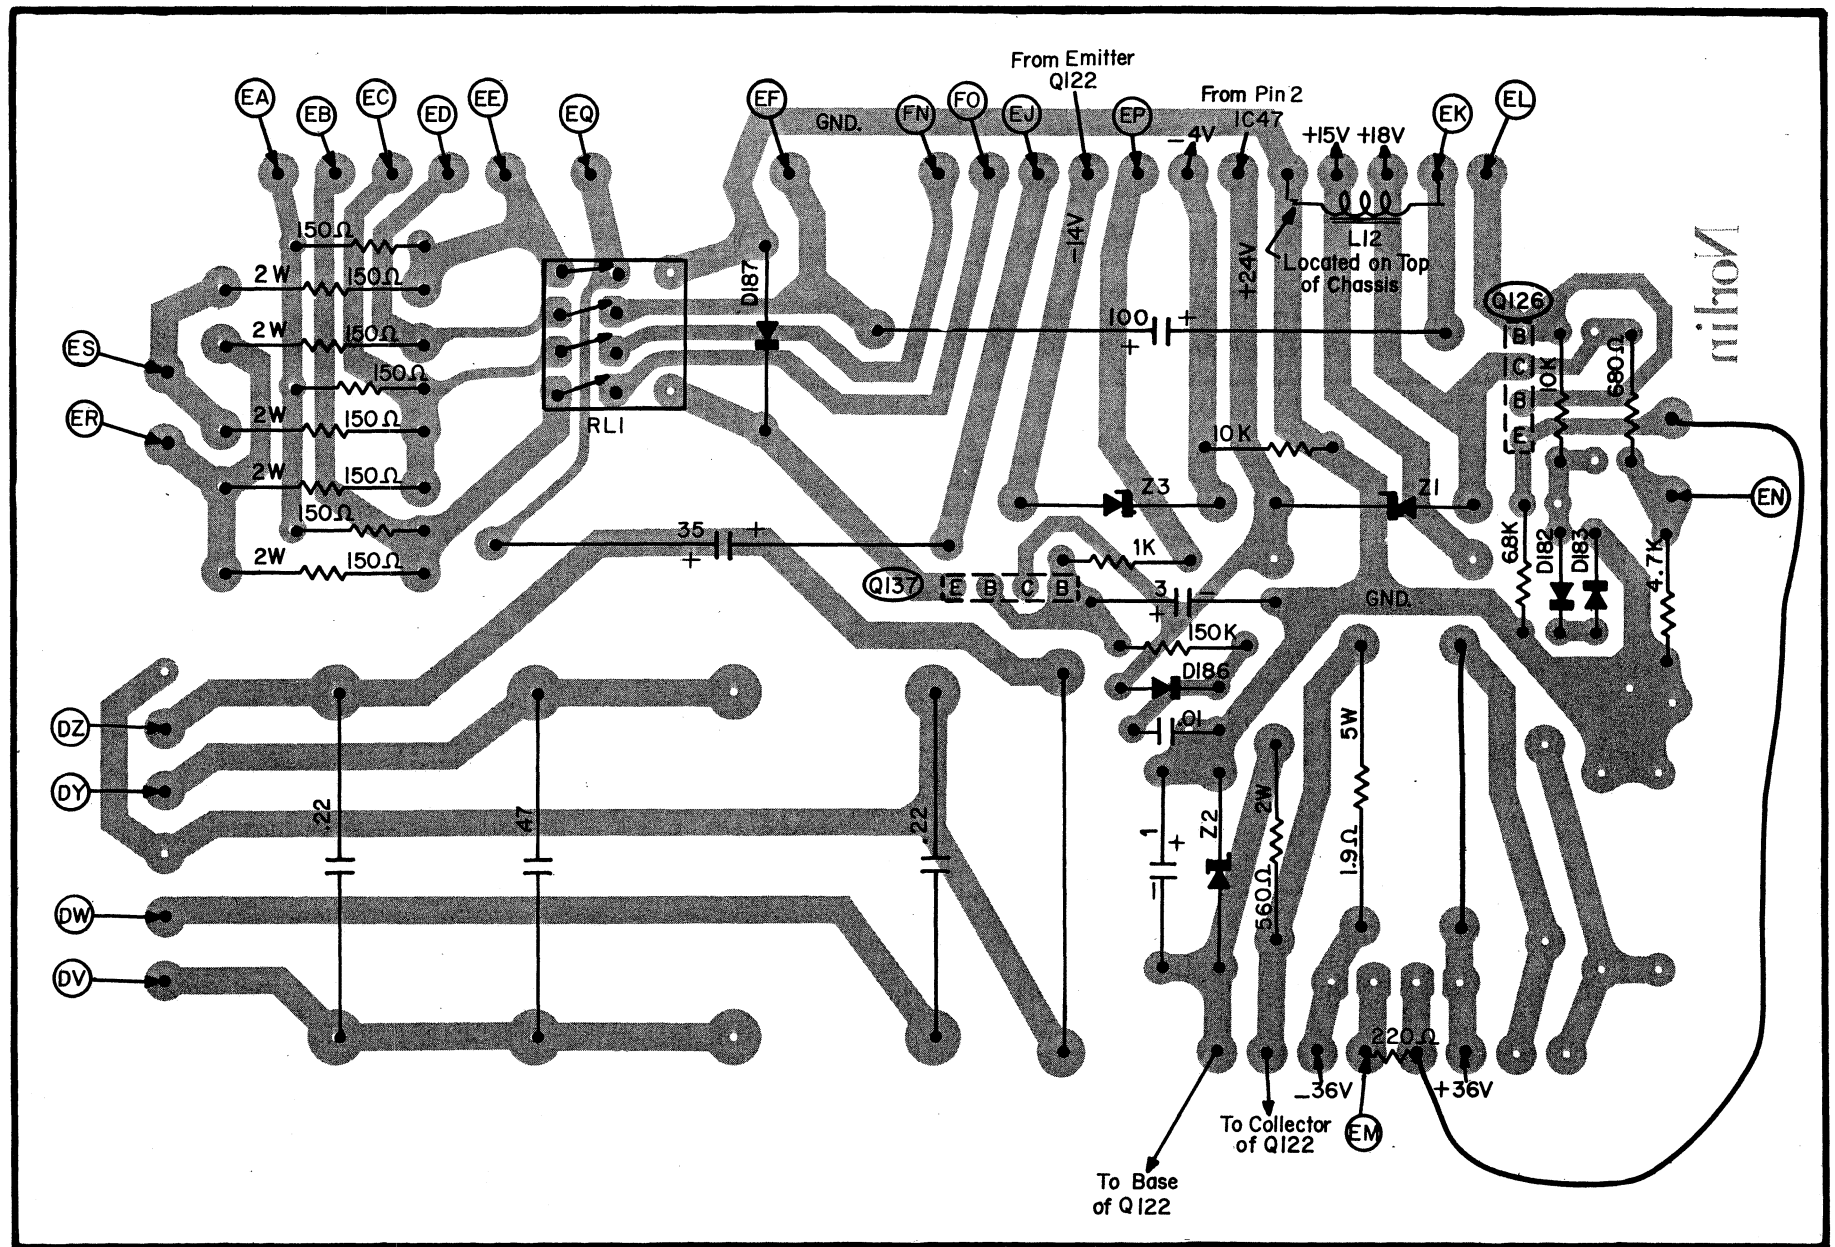 From Emitter
Q122
EA
EB
EC
ED
EE
EQ
EF
GND.
FN
FO
EJ
EP
From Pin 2
IC47
-4V
+15V +18V
EK
EL
150Ω
2W 150Ω
2W 150Ω
150Ω
2W
150Ω
2W 150Ω
150Ω
2W 150Ω
ES
ER
RL1
D187
-14V
+24V
L12
Located on Top
of Chassis
Norlin
Q126
B
C
B
E
10K
680Ω
100 +
+
10K
Z3
Z1
EN
35 +
+
1K
Q137
E B C B
3 -
+
GND.
6.8K
D182
D183
4.7K
150K
D186
.01
DZ
DY
DW
DV
.22
.47
.22
1
+
-
Z2
2W
560Ω
5W
1.9Ω
220Ω
-36V
+36V
EM
To Collector
of Q122
To Base
of Q122